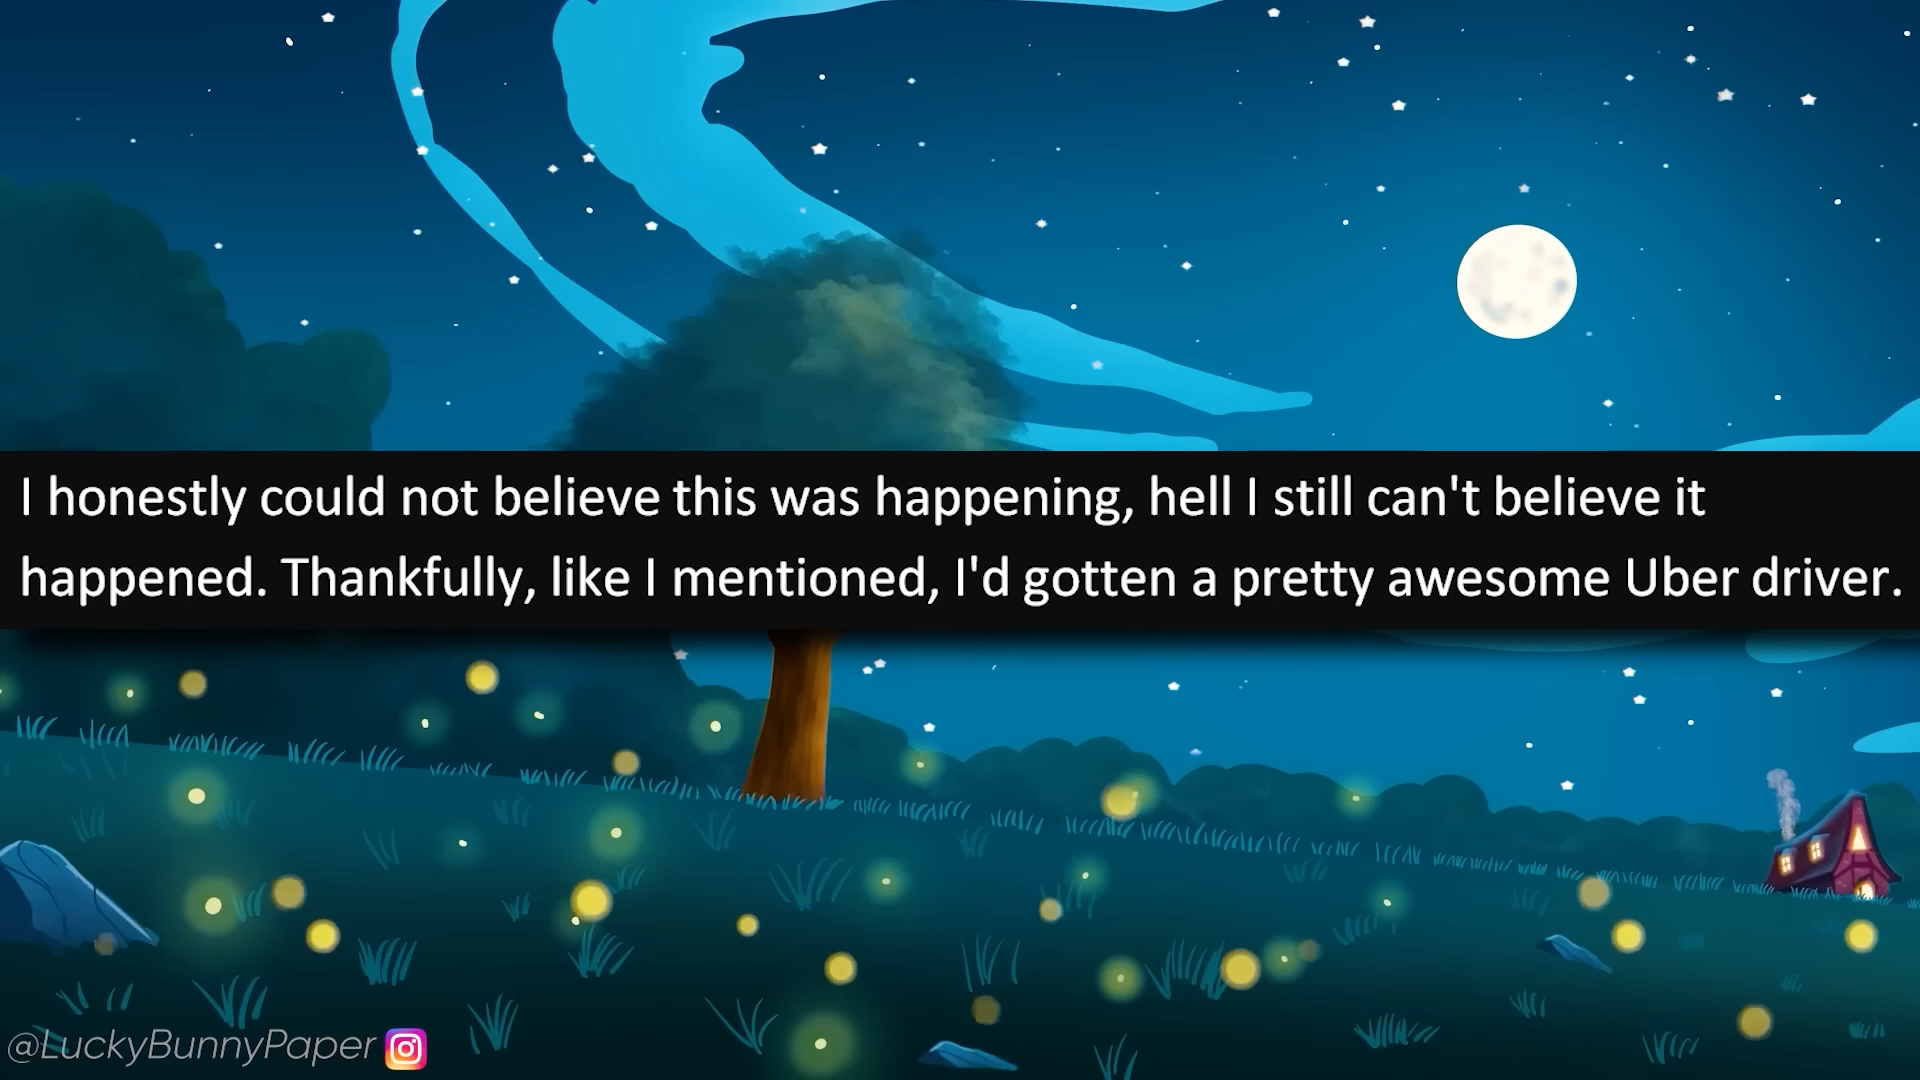 I honestly could not believe this was happening, hell I still can't believe it
happened. Thankfully, like I mentioned, I'd gotten a pretty awesome Uber driver.
@LuckyBunnyPaper